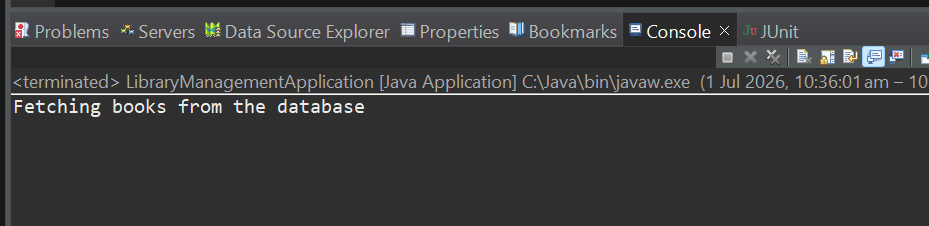 Problems Servers Data Source Explorer Properties Bookmarks Console JUnit
<terminated> LibraryManagementApplication [Java Application] C:\Java\bin\javaw.exe (1 Jul 2026, 10:36:01 am – 10
Fetching books from the database